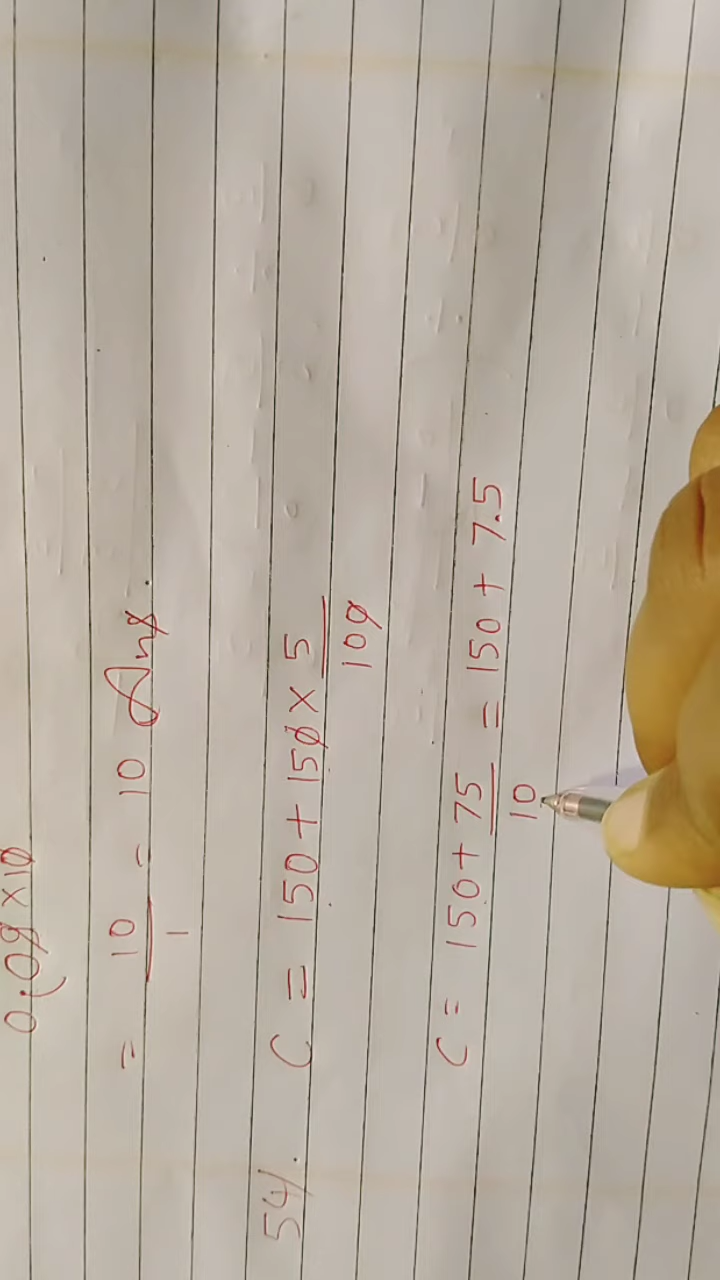 0.09 × 10
= 10/1 = 10 Ans.
54. C = 150 + 150 × 5/100
C = 150 + 75/10 = 150 + 7.5